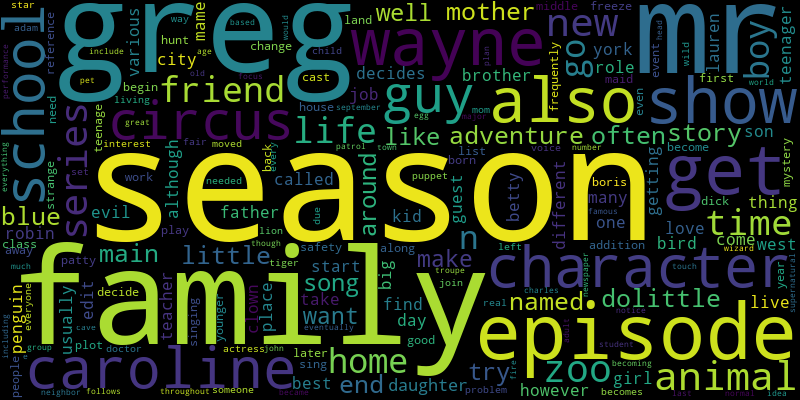 season
family
greg
mr
episode
character
caroline
get
show
also
guy
wayne
circus
school
series
life
friend
new
boy
zoo
animal
time
home
little
go
n
like
adventure
often
story
well
mother
city
york
role
job
decides
brother
cast
begin
living
various
mame
hunt
way
based
change
child
land
middle
freeze
event
head
wild
even
lauren
teenager
maid
first
frequently
star
adam
reference
need
performance
pet
include
would
age
old
focus
plan
house
september
egg
mom
major
world
teenage
great
fair
interest
moved
back
every
patrol
town
born
list
voice
number
become
son
mystery
everything
strange
set
work
although
needed
called
around
kid
guest
puppet
betty
different
boris
many
famous
one
getting
dick
thing
love
addition
bird
come
west
wizard
year
supernatural
blue
robin
class
away
evil
father
play
due
lion
though
tiger
safety
along
troupe
join
left
charles
newspaper
touch
main
patty
much
everyone
penguin
including
decide
usually
edit
teacher
singing
younger
clown
place
start
song
take
want
big
find
day
good
make
real
named
dolittle
live
notice
student
adult
fire
becoming
last
normal
idea
people
group
cave
plot
doctor
actress
john
eventually
later
sing
best
end
daughter
problem
try
however
girl
becomes
neighbor
follows
throughout
someone
became